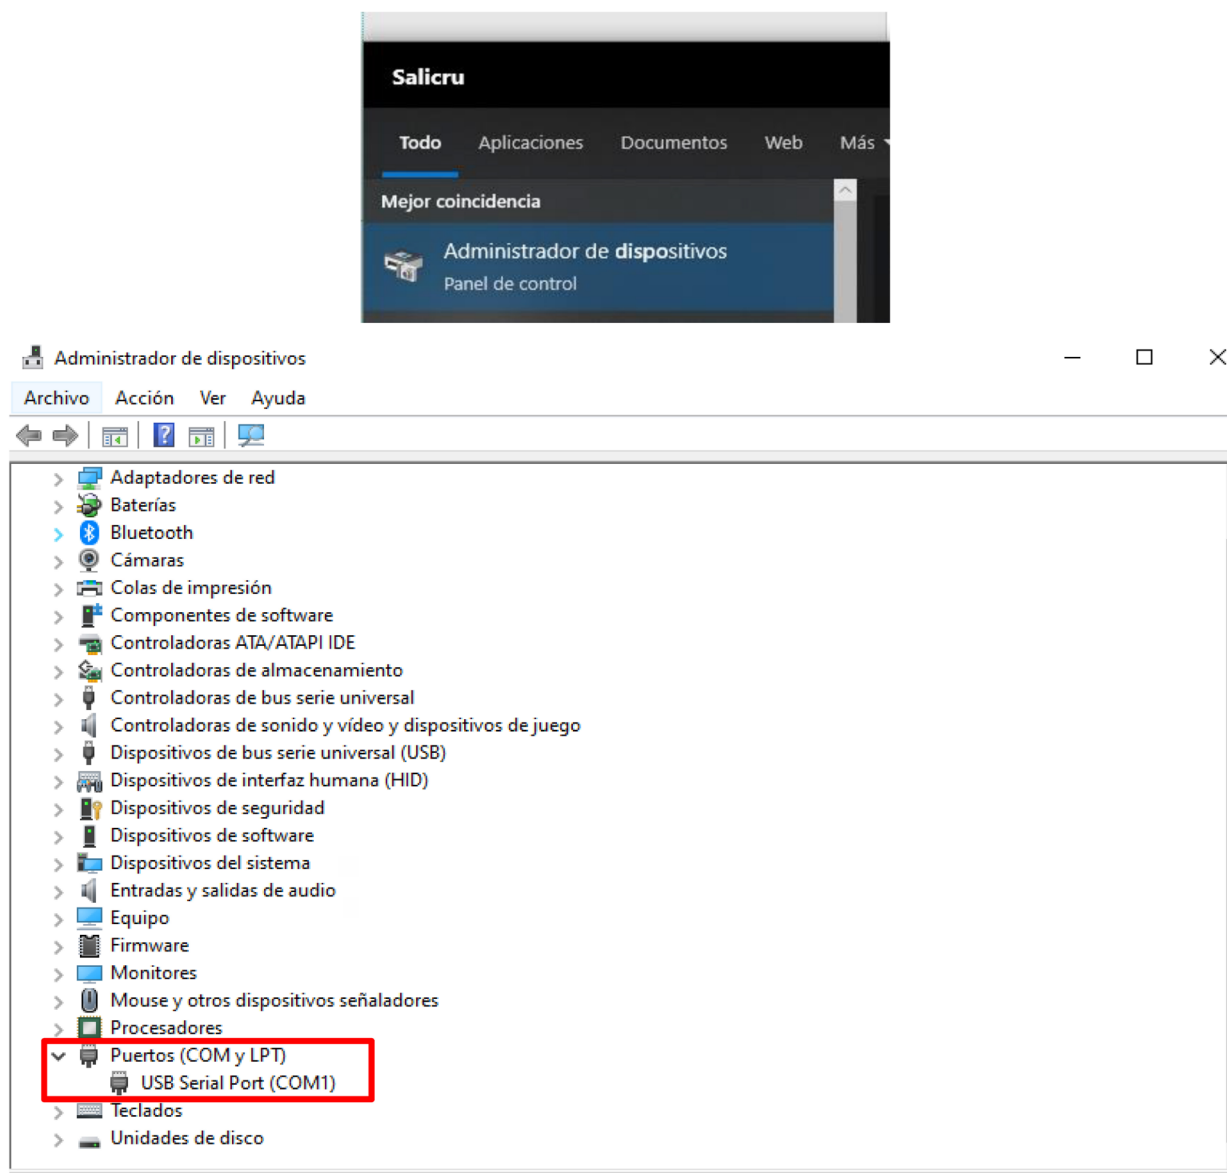 Salicru
Todo Aplicaciones Documentos Web Más
Mejor coincidencia
Administrador de dispositivos
Panel de control
Administrador de dispositivos
Archivo Acción Ver Ayuda
Adaptadores de red
Baterías
Bluetooth
Cámaras
Colas de impresión
Componentes de software
Controladoras ATA/ATAPI IDE
Controladoras de almacenamiento
Controladoras de bus serie universal
Controladoras de sonido y vídeo y dispositivos de juego
Dispositivos de bus serie universal (USB)
Dispositivos de interfaz humana (HID)
Dispositivos de seguridad
Dispositivos de software
Dispositivos del sistema
Entradas y salidas de audio
Equipo
Firmware
Monitores
Mouse y otros dispositivos señaladores
Procesadores
Puertos (COM y LPT)
USB Serial Port (COM1)
Teclados
Unidades de disco